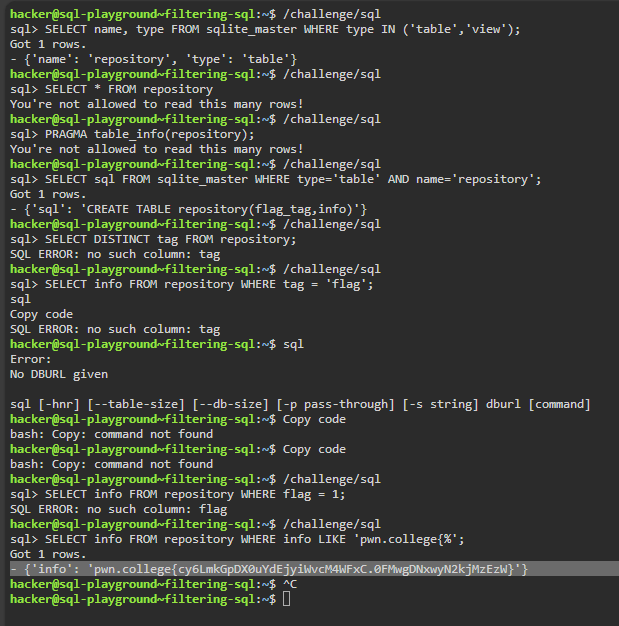 hacker@sql-playground~filtering-sql:~$ /challenge/sql
sql> SELECT name, type FROM sqlite_master WHERE type IN ('table','view');
Got 1 rows.
- {'name': 'repository', 'type': 'table'}
hacker@sql-playground~filtering-sql:~$ /challenge/sql
sql> SELECT * FROM repository
You're not allowed to read this many rows!
hacker@sql-playground~filtering-sql:~$ /challenge/sql
sql> PRAGMA table_info(repository);
You're not allowed to read this many rows!
hacker@sql-playground~filtering-sql:~$ /challenge/sql
sql> SELECT sql FROM sqlite_master WHERE type='table' AND name='repository';
Got 1 rows.
- {'sql': 'CREATE TABLE repository(flag_tag,info)'}
hacker@sql-playground~filtering-sql:~$ /challenge/sql
sql> SELECT DISTINCT tag FROM repository;
SQL ERROR: no such column: tag
hacker@sql-playground~filtering-sql:~$ /challenge/sql
sql> SELECT info FROM repository WHERE tag = 'flag';
sql
Copy code
SQL ERROR: no such column: tag
hacker@sql-playground~filtering-sql:~$ sql
Error:
No DBURL given

sql [-hnr] [--table-size] [--db-size] [-p pass-through] [-s string] dburl [command]
hacker@sql-playground~filtering-sql:~$ Copy code
bash: Copy: command not found
hacker@sql-playground~filtering-sql:~$ Copy code
bash: Copy: command not found
hacker@sql-playground~filtering-sql:~$ /challenge/sql
sql> SELECT info FROM repository WHERE flag = 1;
SQL ERROR: no such column: flag
hacker@sql-playground~filtering-sql:~$ /challenge/sql
sql> SELECT info FROM repository WHERE info LIKE 'pwn.college{%';
Got 1 rows.
- {'info': 'pwn.college{cy6LmkGpDX0uYdEjyiWvcM4WFxC.0FMwgDNxwyN2kjMzEzW}'}
hacker@sql-playground~filtering-sql:~$ ^C
hacker@sql-playground~filtering-sql:~$